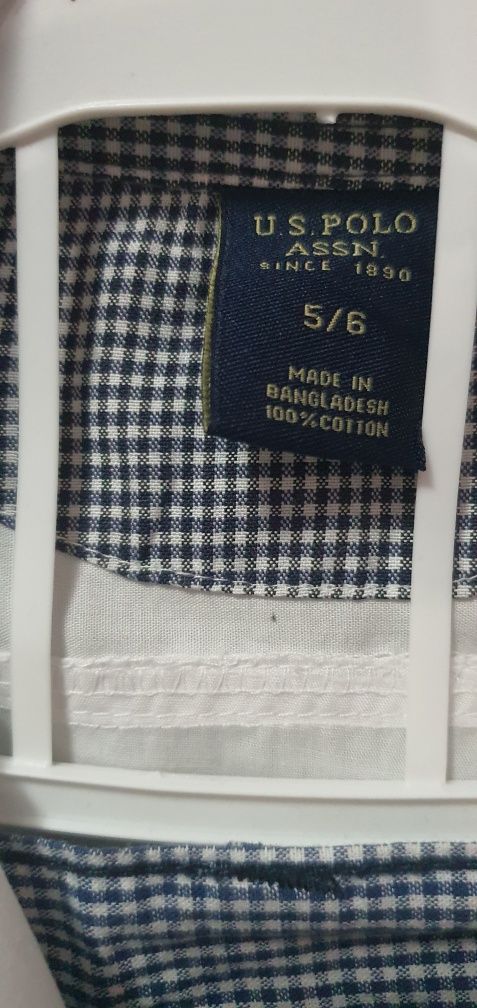 U.S. POLO
ASSN.
SINCE 1890
5/6
MADE IN
BANGLADESH
100% COTTON